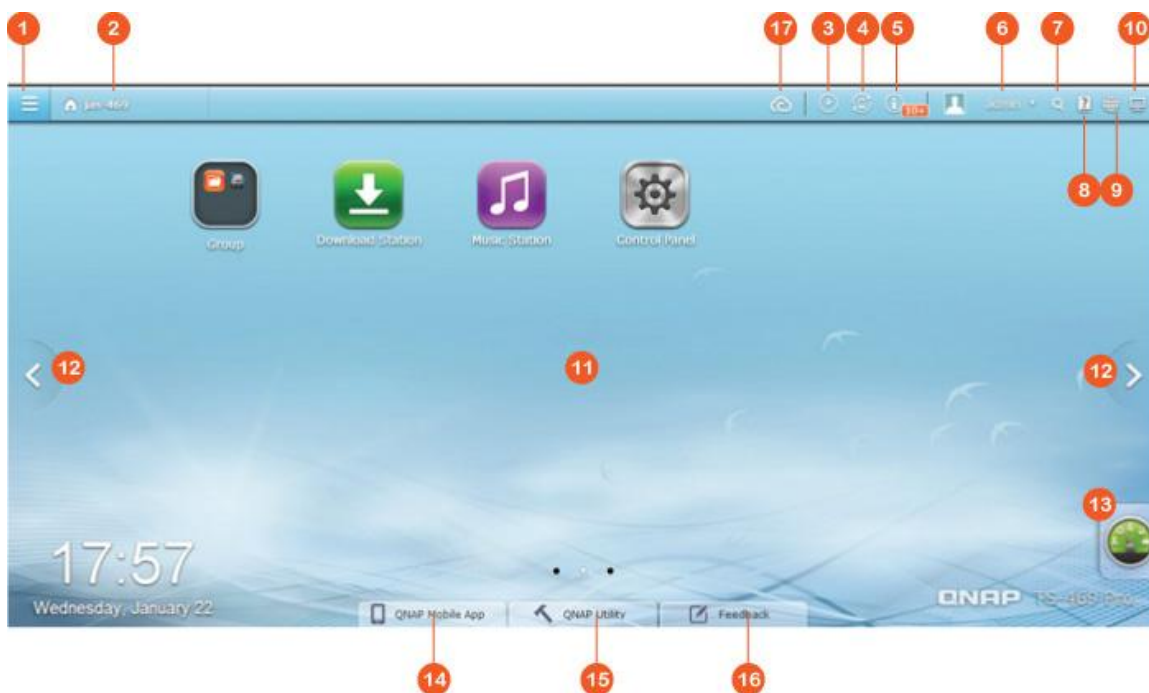 1 2 17 3 4 5 6 7 10
10+
8 9
Group Download Station Music Station Control Panel
12 11 12
13
17:57
Wednesday, January 22
QNAP
QNAP Mobile App QNAP Utility Feedback
14 15 16